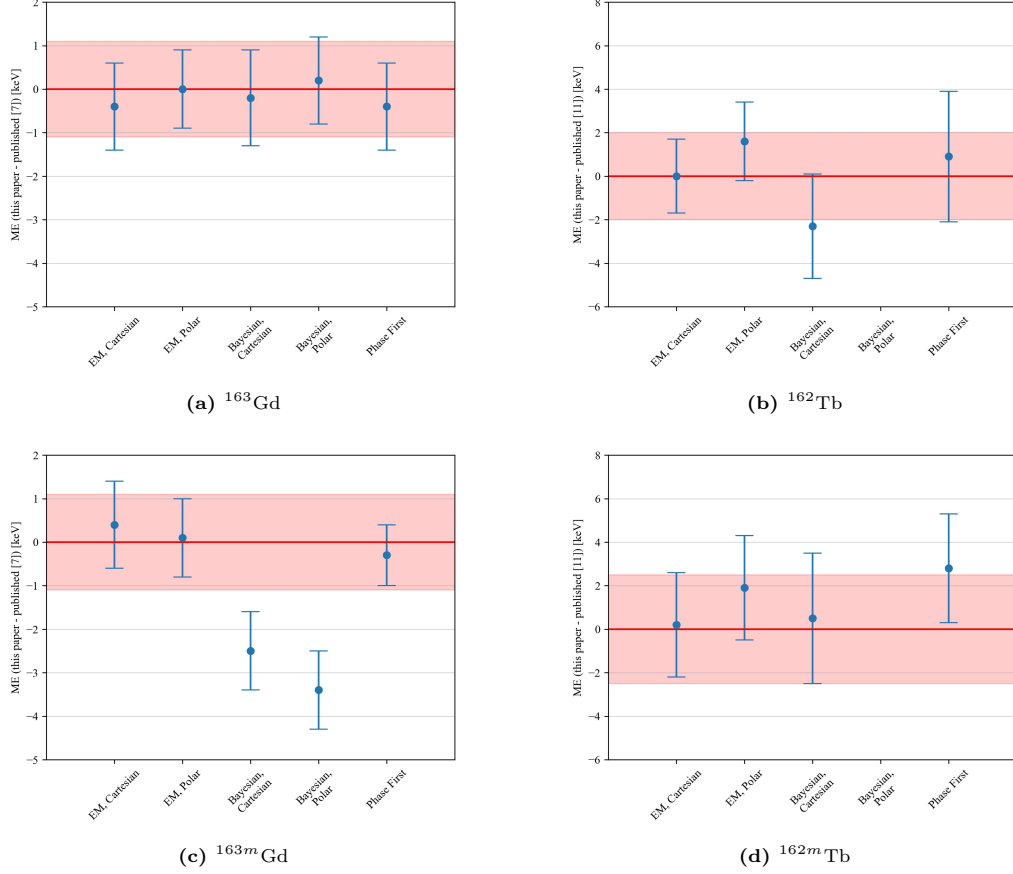 2
1
0
−1
−2
−3
−4
−5
ME (this paper - published [7]) [keV]
EM, Cartesian
EM, Polar
Bayesian,
Cartesian
Bayesian,
Polar
Phase First
(a) ¹⁶³Gd
8
6
4
2
0
−2
−4
−6
ME (this paper - published [11]) [keV]
EM, Cartesian
EM, Polar
Bayesian,
Cartesian
Bayesian,
Polar
Phase First
(b) ¹⁶²Tb
2
1
0
−1
−2
−3
−4
−5
ME (this paper - published [7]) [keV]
EM, Cartesian
EM, Polar
Bayesian,
Cartesian
Bayesian,
Polar
Phase First
(c) ¹⁶³ᵐGd
8
6
4
2
0
−2
−4
−6
ME (this paper - published [11]) [keV]
EM, Cartesian
EM, Polar
Bayesian,
Cartesian
Bayesian,
Polar
Phase First
(d) ¹⁶²ᵐTb